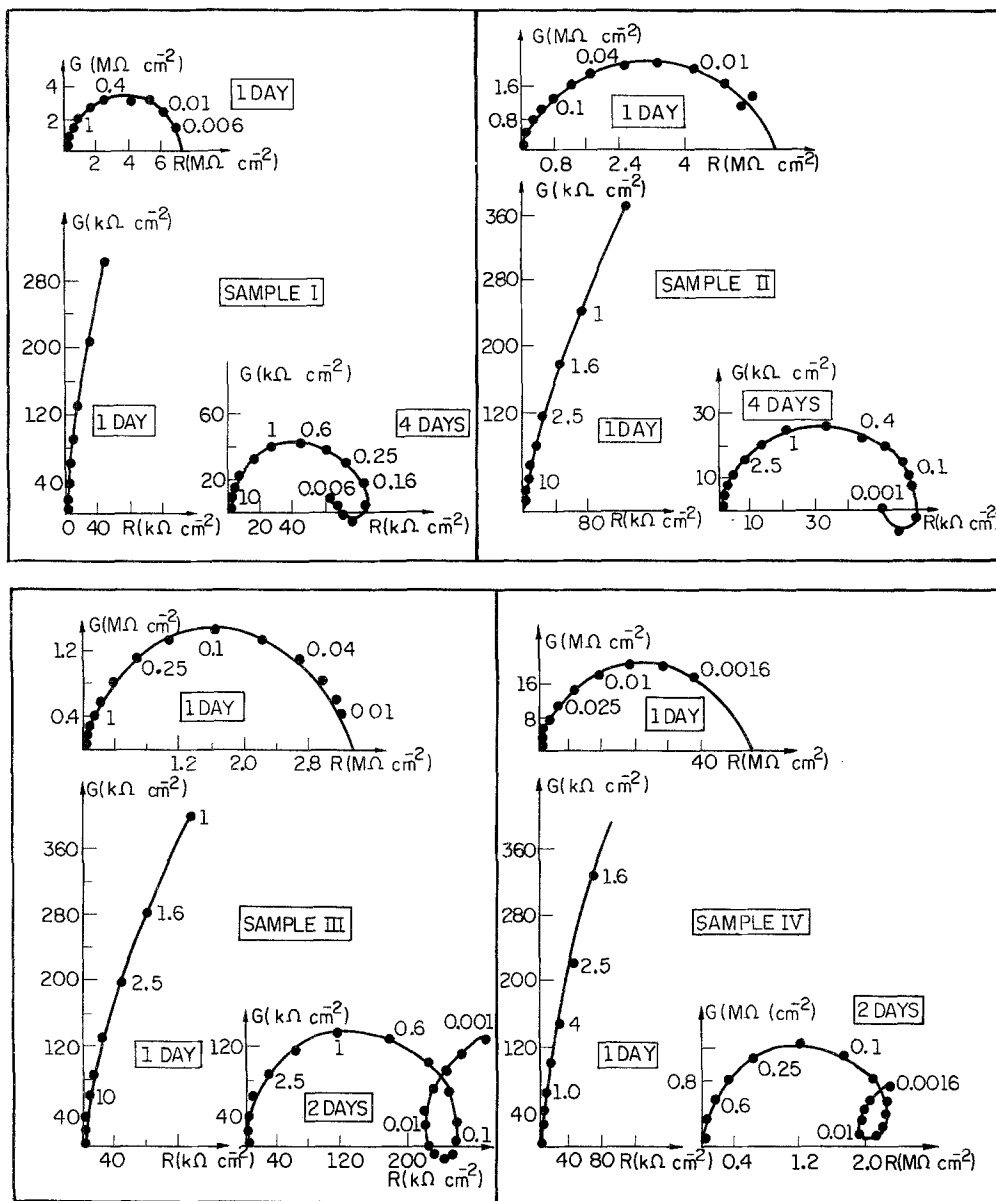 G (MΩ cm⁻²)
4
2
0.4
1
0.01
0.006
1 DAY
2 4 6 R(MΩ cm⁻²)
G(kΩ cm⁻²)
280
200
120
40
0 40 R(kΩ cm⁻²)
1 DAY
SAMPLE I
G(kΩ cm⁻²)
60
40
20
1
0.6
0.25
0.16
0.006
10
4 DAYS
20 40 R(kΩ cm⁻²)
G(MΩ cm⁻²)
1.6
0.8
0.04
0.01
0.1
1 DAY
0.8 2.4 4 R(MΩ cm⁻²)
G(kΩ cm⁻²)
360
280
200
120
40
1
1.6
2.5
10
1 DAY
80 R(kΩ cm⁻²)
SAMPLE II
G(kΩ cm⁻²)
30
10
4 DAYS
0.4
1
2.5
0.1
0.001
10 30 R(kΩ cm⁻²)
G(MΩ cm⁻²)
1.2
0.4
0.1
0.04
0.25
1
0.01
1 DAY
1.2 2.0 2.8 R(MΩ cm⁻²)
G(kΩ cm⁻²)
360
280
200
120
40
1
1.6
2.5
10
1 DAY
40 R(kΩ cm⁻²)
SAMPLE III
G(kΩ cm⁻²)
120
40
0.6
1
2.5
0.001
0.01
0.1
2 DAYS
40 120 200 R(kΩ cm⁻²)
G(MΩ cm⁻²)
16
8
0.0016
0.01
0.025
1 DAY
40 R(MΩ cm⁻²)
G(kΩ cm⁻²)
360
280
200
120
40
1.6
2.5
4
1.0
1 DAY
40 80 R(kΩ cm⁻²)
SAMPLE IV
G(MΩ (cm⁻²)
0.8
2 DAYS
0.1
0.25
0.6
0.0016
0.01
0.4 1.2 2.0 R(MΩ cm⁻²)